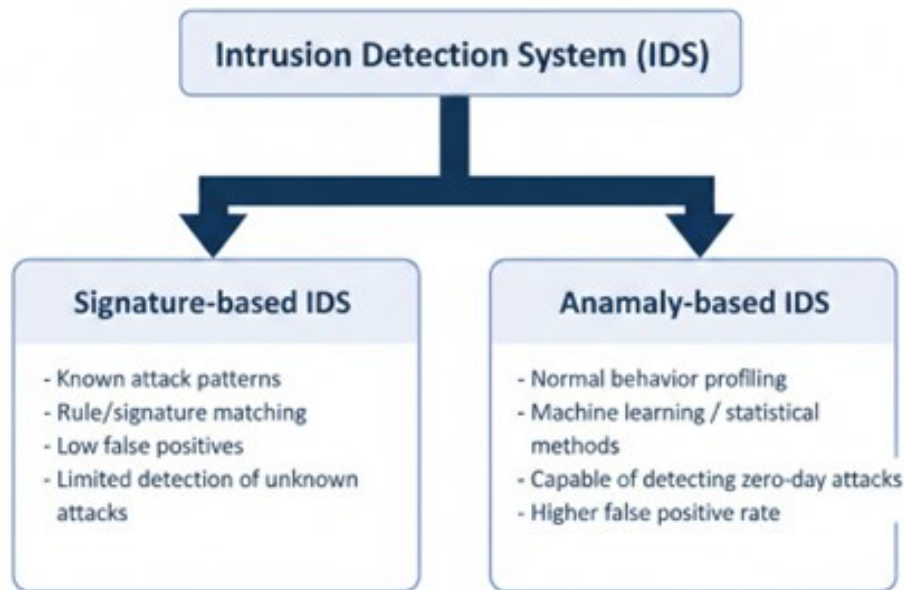 Intrusion Detection System (IDS)
Signature-based IDS
- Known attack patterns
- Rule/signature matching
- Low false positives
- Limited detection of unknown
attacks
Anamaly-based IDS
- Normal behavior profiling
- Machine learning / statistical
methods
- Capable of detecting zero-day attacks
- Higher false positive rate